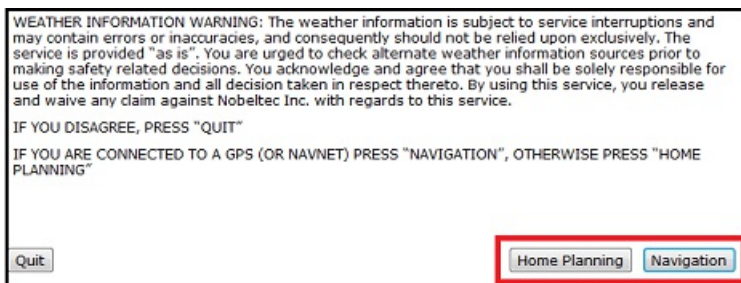 WEATHER INFORMATION WARNING: The weather information is subject to service interruptions and
may contain errors or inaccuracies, and consequently should not be relied upon exclusively. The
service is provided "as is". You are urged to check alternate weather information sources prior to
making safety related decisions. You acknowledge and agree that you shall be solely responsible for
use of the information and all decision taken in respect thereto. By using this service, you release
and waive any claim against Nobeltec Inc. with regards to this service.
IF YOU DISAGREE, PRESS “QUIT”
IF YOU ARE CONNECTED TO A GPS (OR NAVNET) PRESS “NAVIGATION”, OTHERWISE PRESS “HOME
PLANNING”
Quit Home Planning Navigation